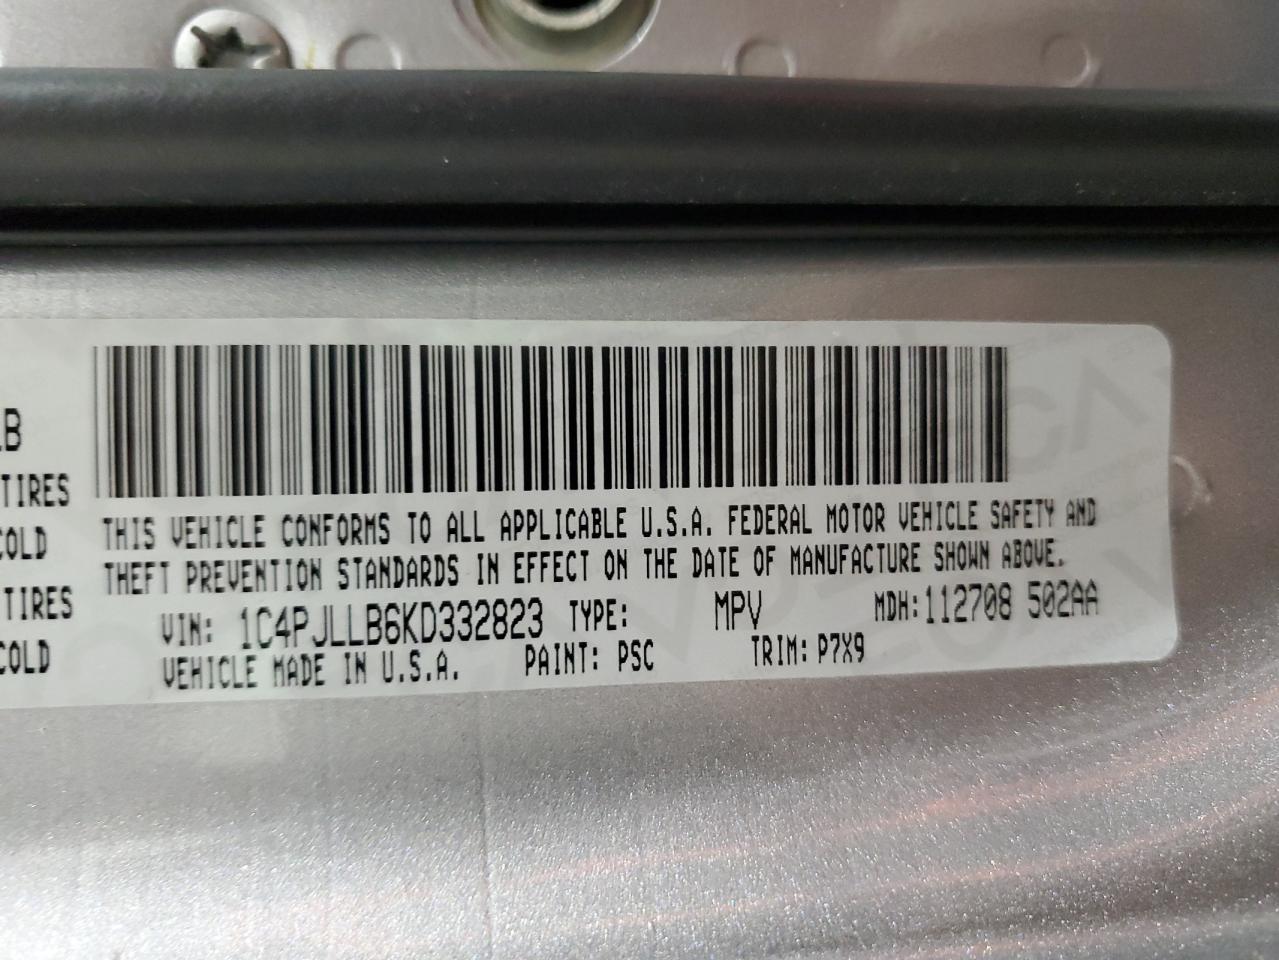 LB
TIRES
COLD
TIRES
COLD
THIS VEHICLE CONFORMS TO ALL APPLICABLE U.S.A. FEDERAL MOTOR VEHICLE SAFETY AND
THEFT PREVENTION STANDARDS IN EFFECT ON THE DATE OF MANUFACTURE SHOWN ABOVE.
VIN: 1C4PJLLB6KD332823 TYPE: MPV MDH:112708 502AA
VEHICLE MADE IN U.S.A. PAINT: PSC TRIM: P7X9